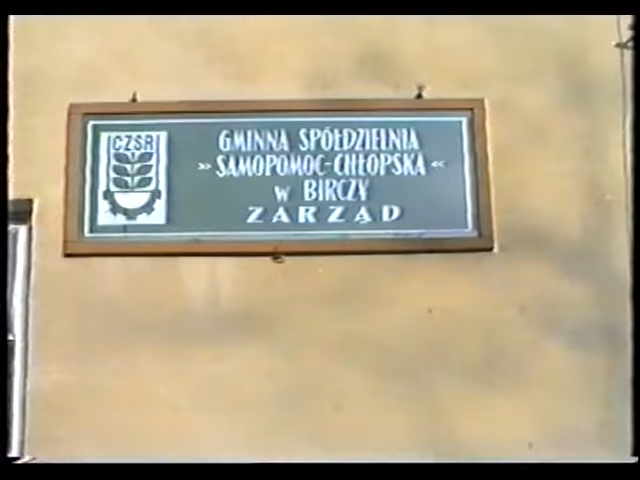 CZSR
GMINNA SPÓŁDZIELNIA
»SAMOPOMOC-CHŁOPSKA«
W BIRCZY
ZARZĄD